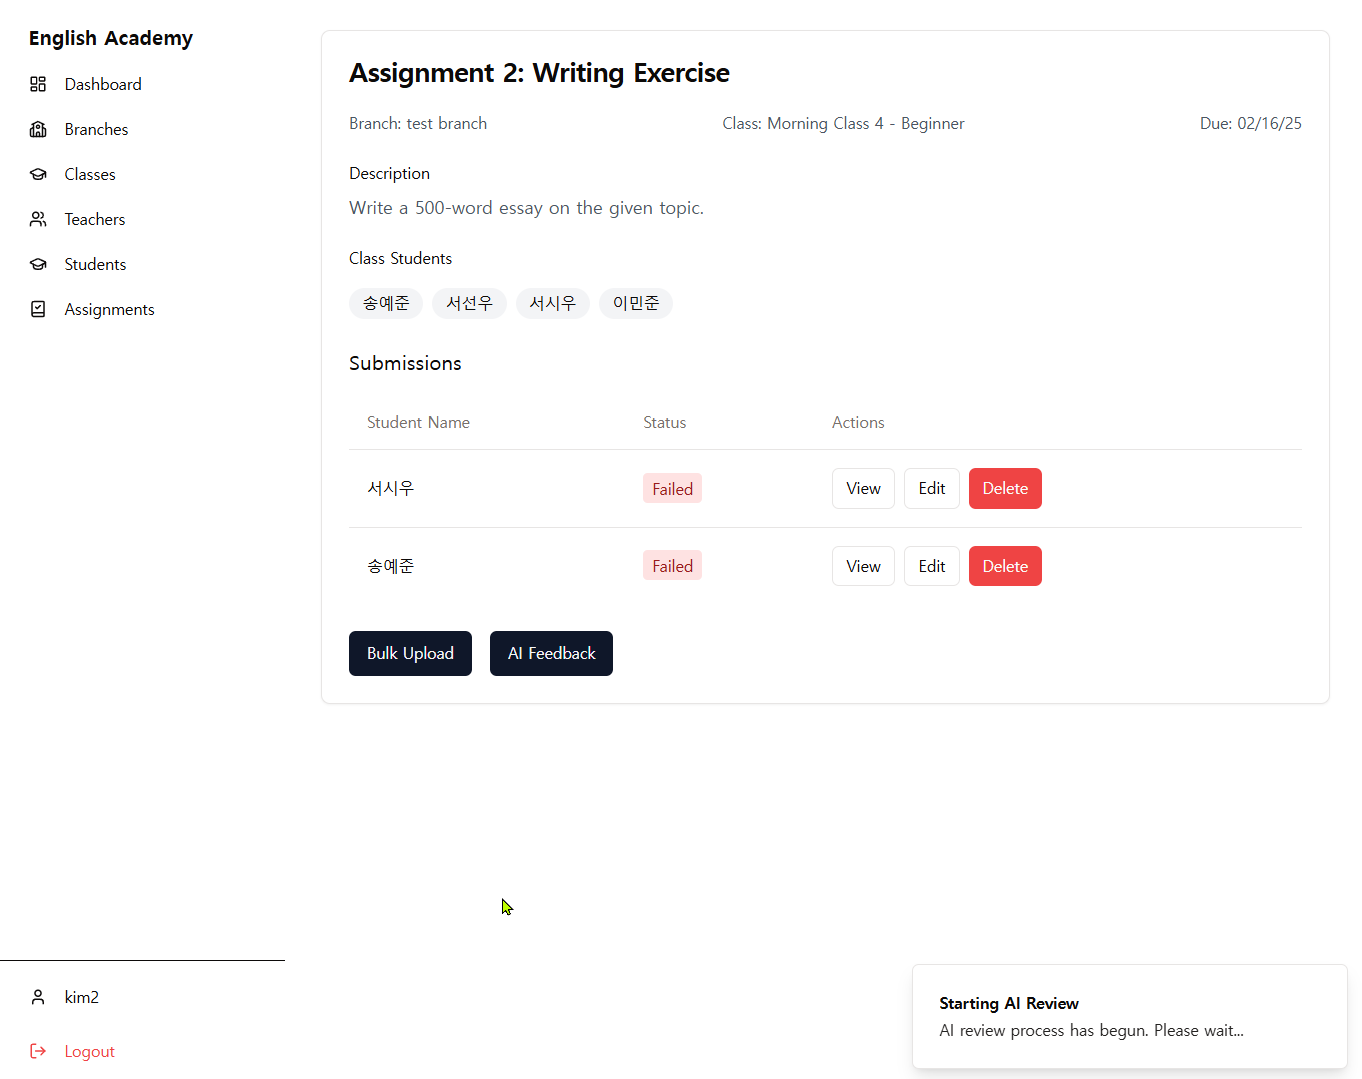 English Academy
Dashboard
Branches
Classes
Teachers
Students
Assignments
Assignment 2: Writing Exercise
Branch: test branch
Class: Morning Class 4 - Beginner
Due: 02/16/25
Description
Write a 500-word essay on the given topic.
Class Students
송예준 서선우 서시우 이민준
Submissions
Student Name Status Actions
서시우 Failed View Edit Delete
송예준 Failed View Edit Delete
Bulk Upload AI Feedback
kim2
Logout
Starting AI Review
AI review process has begun. Please wait...